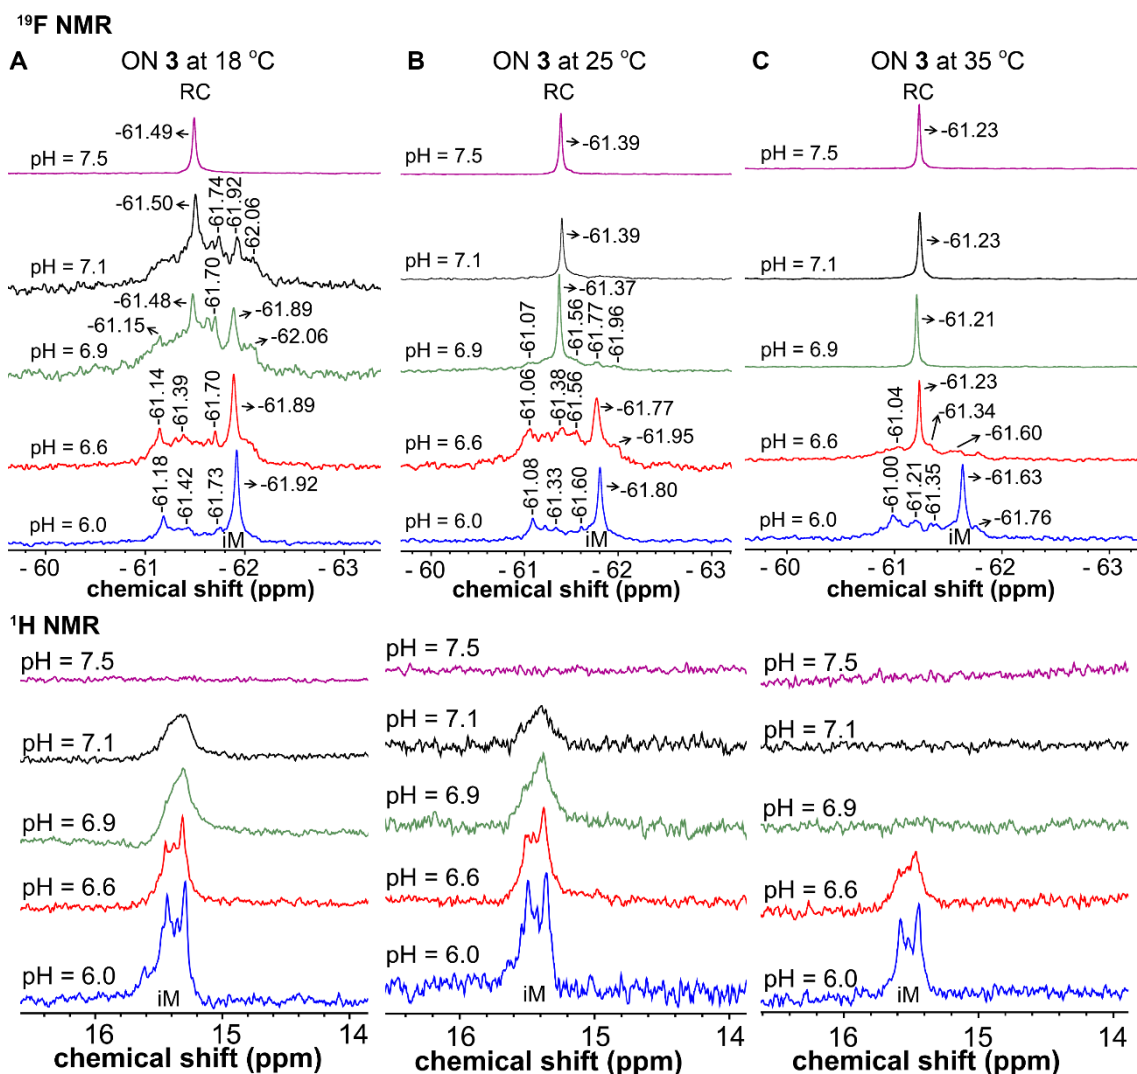 ¹⁹F NMR
A ON 3 at 18 °C
RC
-61.49
pH = 7.5
-61.50
-61.74
-61.92
-62.06
pH = 7.1
-61.15
-61.48
-61.70
-61.89
-62.06
pH = 6.9
-61.14
-61.39
-61.70
-61.89
pH = 6.6
-61.18
-61.42
-61.73
-61.92
pH = 6.0
iM
- 60 - 61 - 62 - 63
chemical shift (ppm)
B ON 3 at 25 °C
RC
-61.39
pH = 7.5
-61.39
pH = 7.1
-61.37
-61.07
-61.56
-61.77
-61.96
pH = 6.9
-61.06
-61.38
-61.56
-61.77
-61.95
pH = 6.6
-61.08
-61.33
-61.60
-61.80
pH = 6.0
iM
- 60 - 61 - 62 - 63
chemical shift (ppm)
C ON 3 at 35 °C
RC
-61.23
pH = 7.5
-61.23
pH = 7.1
-61.21
pH = 6.9
-61.04
-61.23
-61.34
-61.60
pH = 6.6
-61.00
-61.21
-61.35
-61.63
-61.76
pH = 6.0
iM
- 60 - 61 - 62 - 63
chemical shift (ppm)
¹H NMR
pH = 7.5
pH = 7.1
pH = 6.9
pH = 6.6
pH = 6.0
iM
16 15 14
chemical shift (ppm)
pH = 7.5
pH = 7.1
pH = 6.9
pH = 6.6
pH = 6.0
iM
16 15 14
chemical shift (ppm)
pH = 7.5
pH = 7.1
pH = 6.9
pH = 6.6
pH = 6.0
iM
16 15 14
chemical shift (ppm)